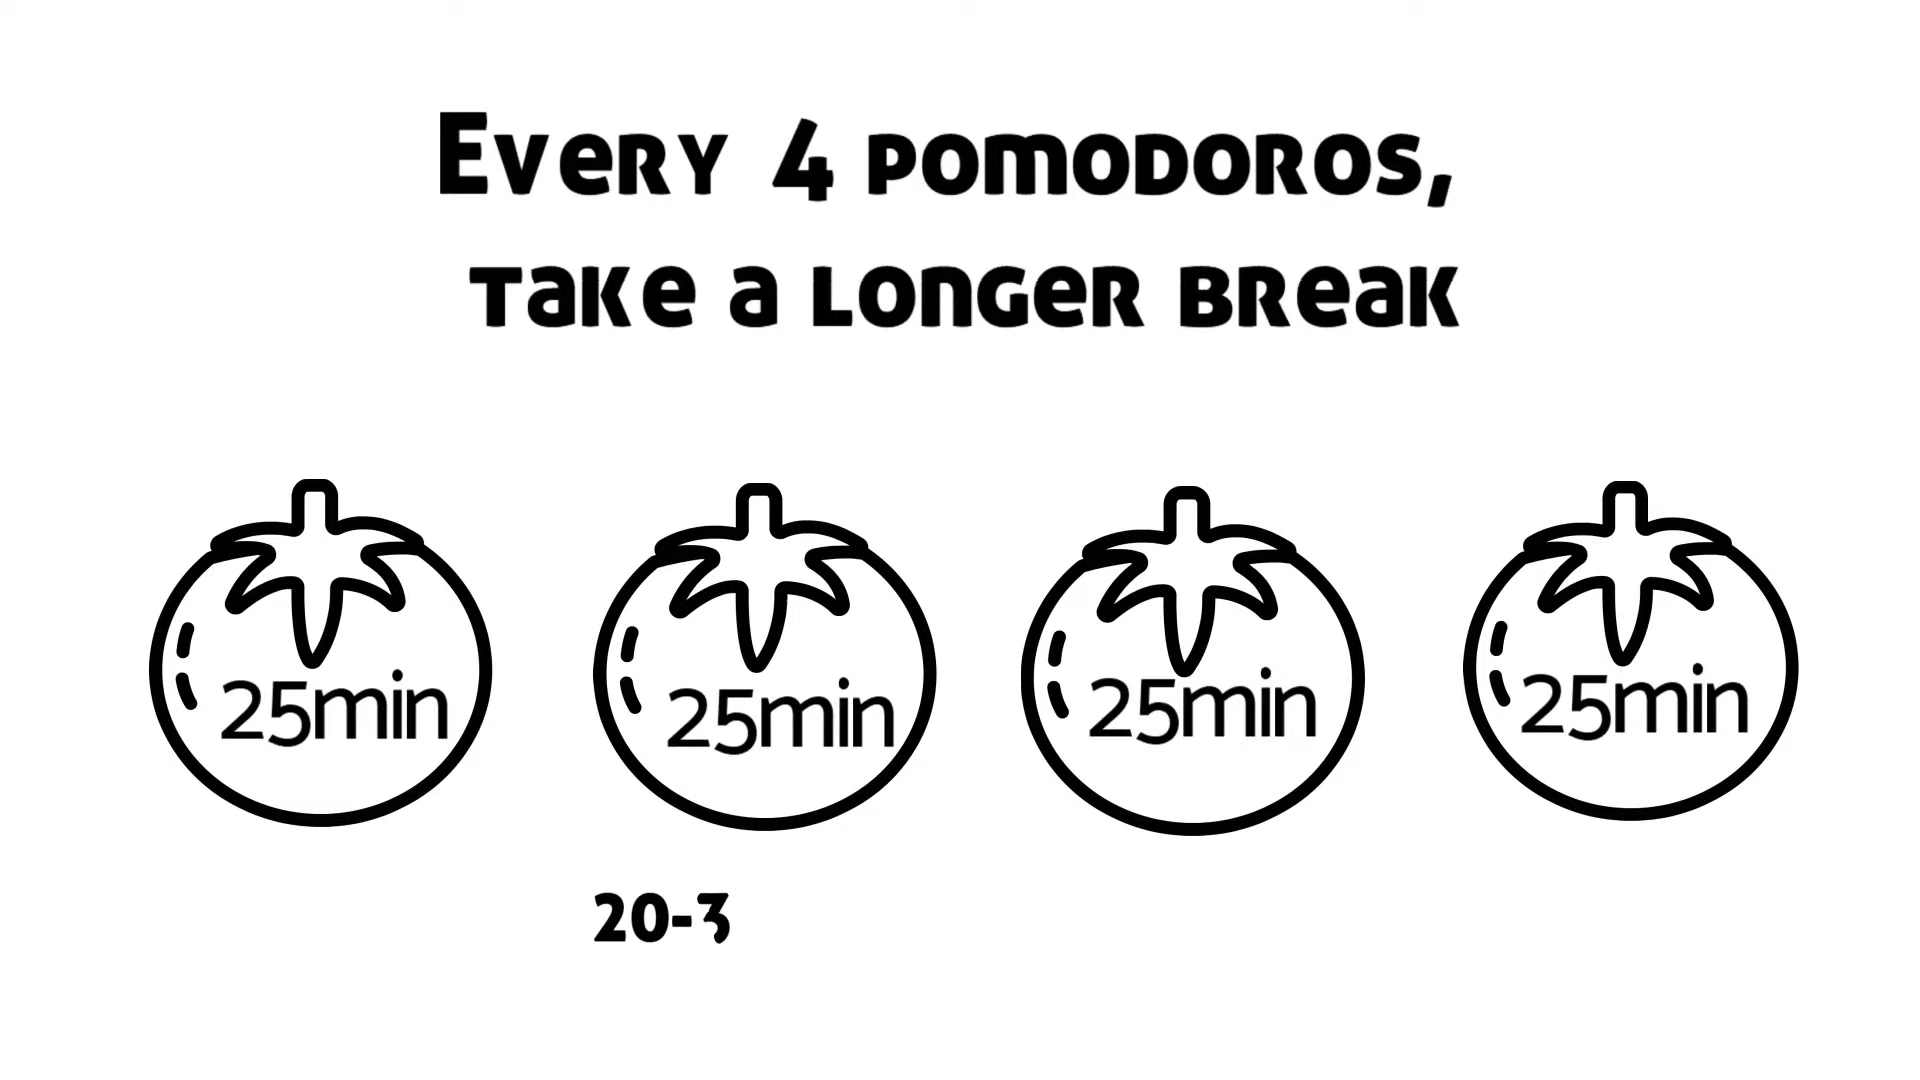 Every 4 pomodoros,
take a longer break
25min 25min 25min 25min
20-3